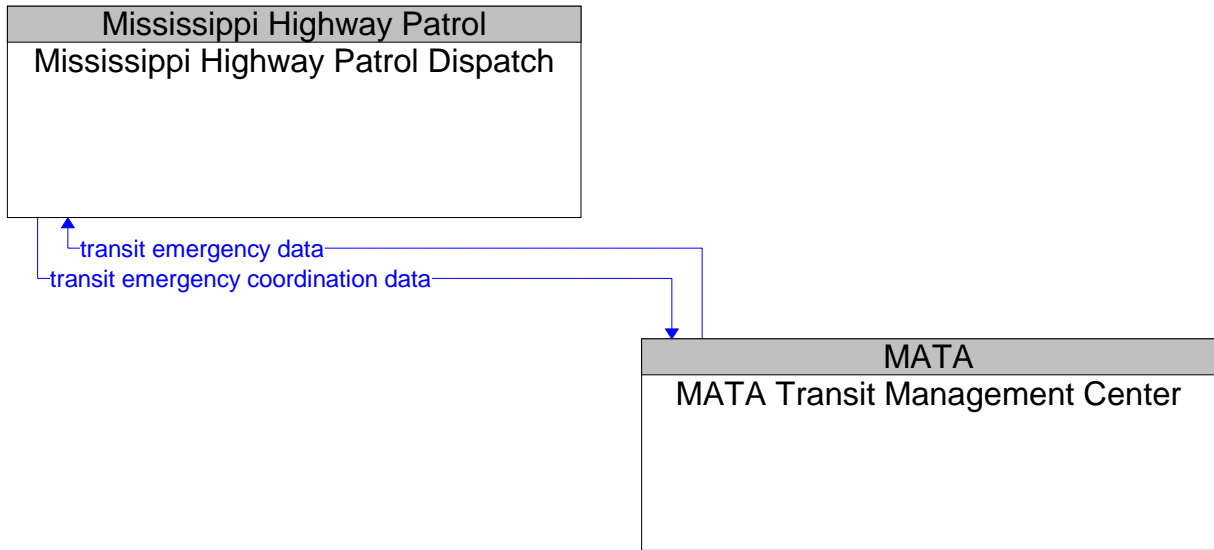 Mississippi Highway Patrol
Mississippi Highway Patrol Dispatch
transit emergency data
transit emergency coordination data
MATA
MATA Transit Management Center